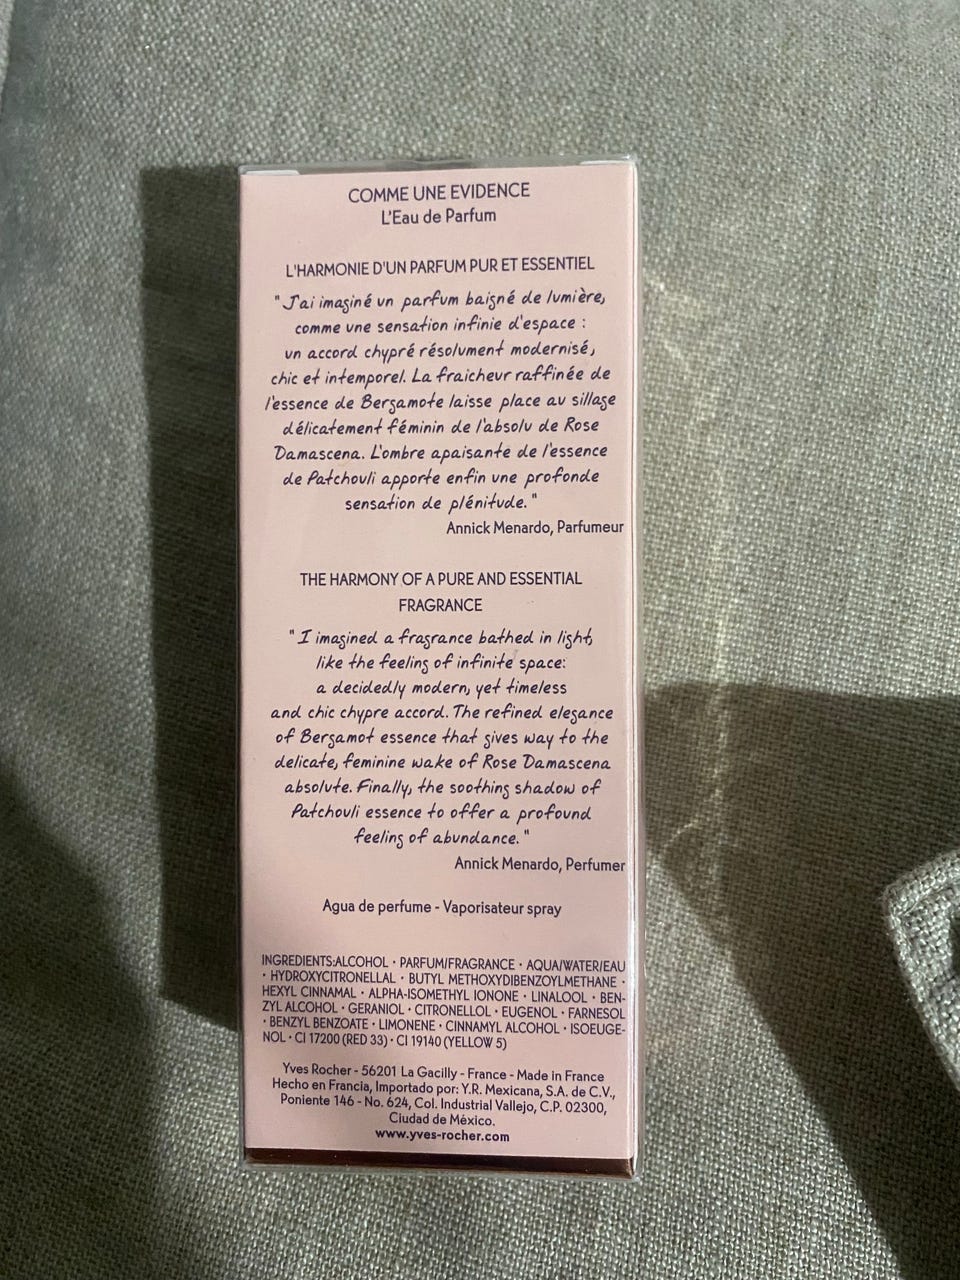 COMME UNE EVIDENCE
L'Eau de Parfum
L'HARMONIE D'UN PARFUM PUR ET ESSENTIEL
"J'ai imaginé un parfum baigné de lumière,
comme une sensation infinie d'espace :
un accord chypré résolument modernisé,
chic et intemporel. La fraicheur raffinée de
l'essence de Bergamote laisse place au sillage
délicatement féminin de l'absolu de Rose
Damascena. L'ombre apaisante de l'essence
de Patchouli apporte enfin une profonde
sensation de plénitude."
Annick Menardo, Parfumeur
THE HARMONY OF A PURE AND ESSENTIAL
FRAGRANCE
"I imagined a fragrance bathed in light,
like the feeling of infinite space:
a decidedly modern, yet timeless
and chic chypre accord. The refined elegance
of Bergamot essence that gives way to the
delicate, feminine wake of Rose Damascena
absolute. Finally, the soothing shadow of
Patchouli essence to offer a profound
feeling of abundance."
Annick Menardo, Perfumer
Agua de perfume - Vaporisateur spray
INGREDIENTS:ALCOHOL • PARFUM/FRAGRANCE • AQUA/WATER/EAU
• HYDROXYCITRONELLAL • BUTYL METHOXYDIBENZOYLMETHANE •
HEXYL CINNAMAL • ALPHA-ISOMETHYL IONONE • LINALOOL • BEN-
ZYL ALCOHOL • GERANIOL • CITRONELLOL • EUGENOL • FARNESOL
• BENZYL BENZOATE • LIMONENE • CINNAMYL ALCOHOL • ISOEUGE-
NOL • CI 17200 (RED 33) • CI 19140 (YELLOW 5)
Yves Rocher - 56201 La Gacilly - France - Made in France
Hecho en Francia, Importado por: Y.R. Mexicana, S.A. de C.V.,
Poniente 146 - No. 624, Col. Industrial Vallejo, C.P. 02300,
Ciudad de México.
www.yves-rocher.com